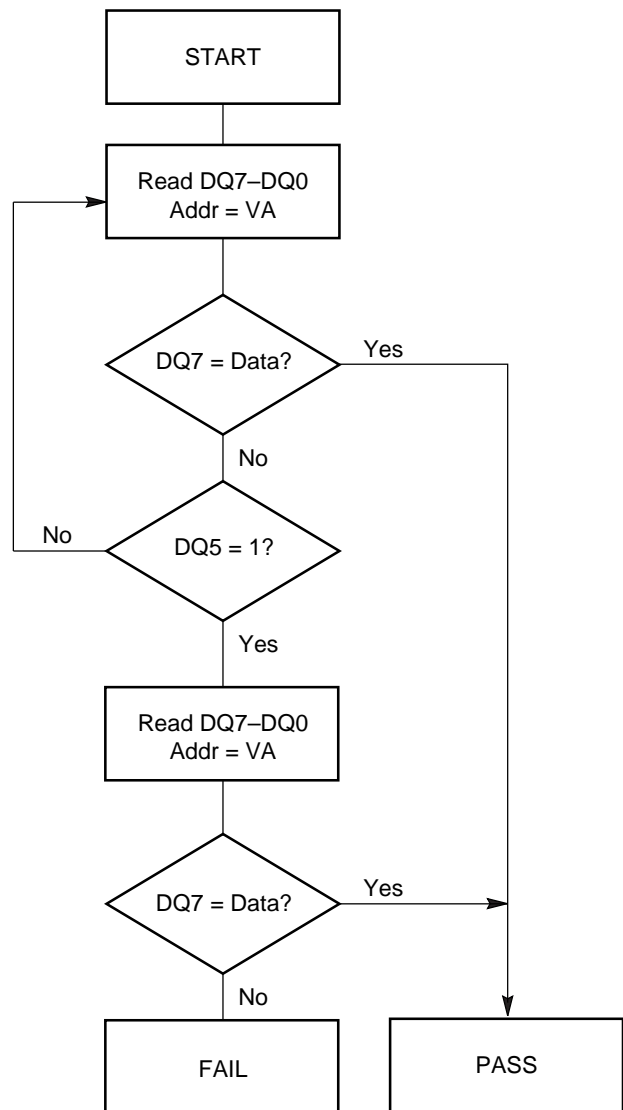 START
Read DQ7–DQ0
Addr = VA
DQ7 = Data?
Yes
No
No
DQ5 = 1?
Yes
Read DQ7–DQ0
Addr = VA
DQ7 = Data?
Yes
No
FAIL
PASS